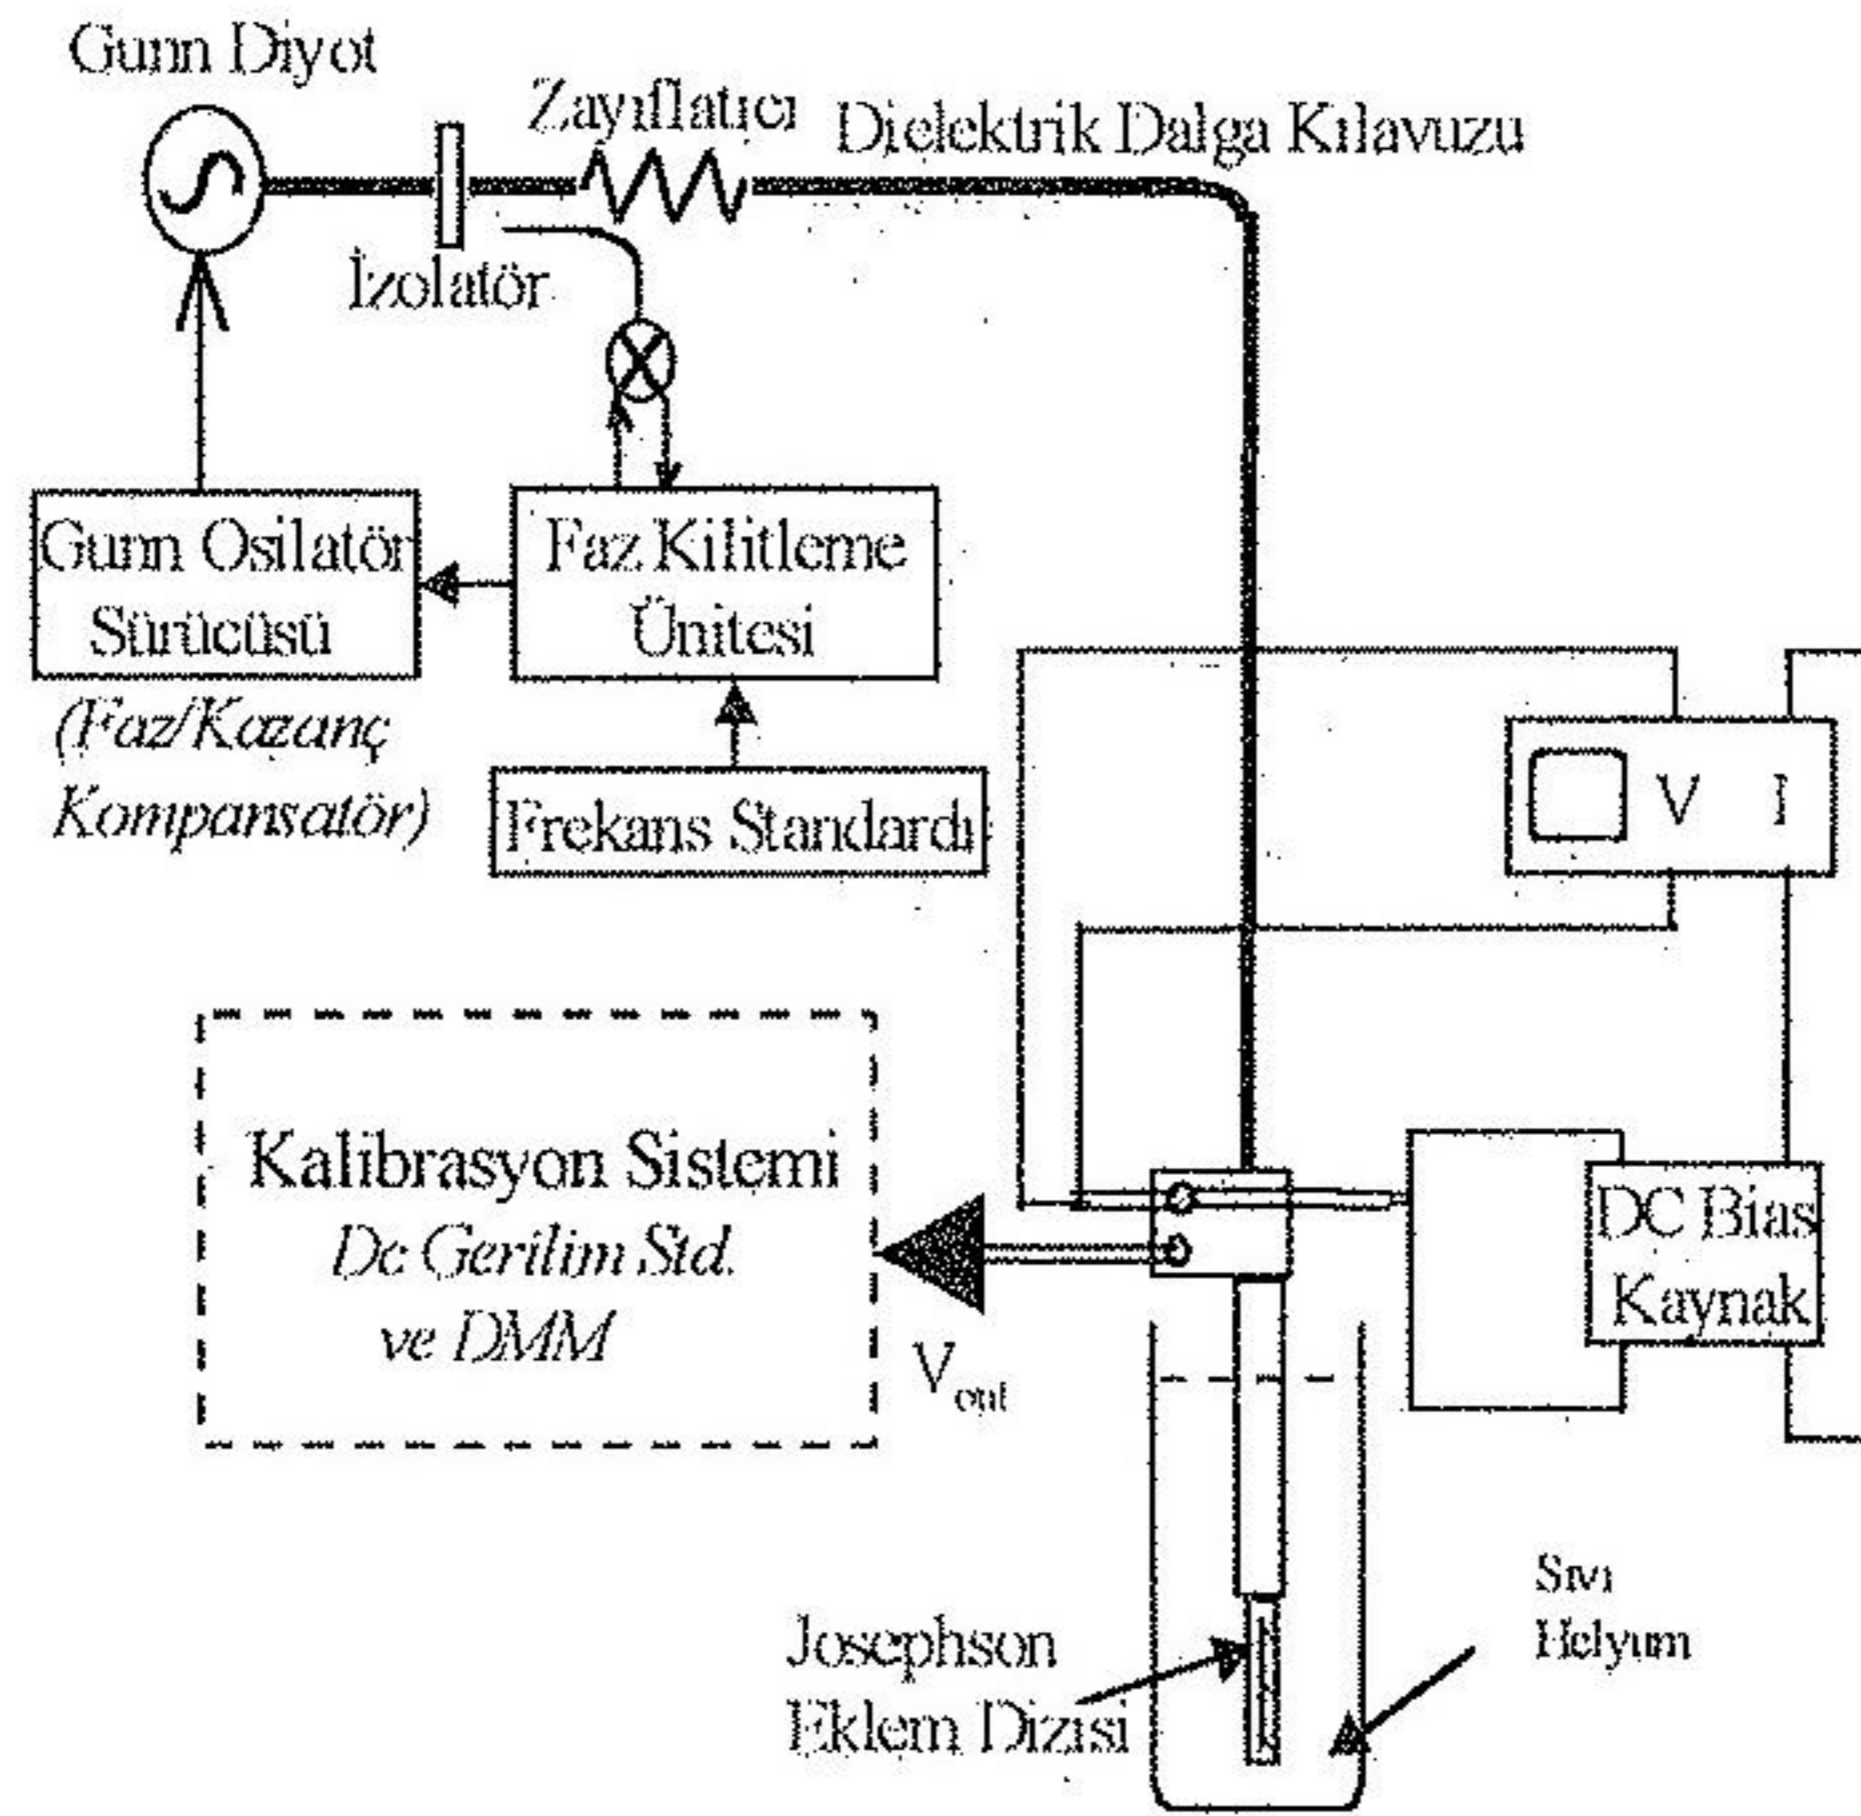 Gunn Diyot
Zayıflatıcı
Dielektrik Dalga Kılavuzu
İzolatör
Gunn Osilatör
Sürücüsü
(Faz/Kazanç
Kompansatör)
Faz Kilitleme
Ünitesi
Frekans Standardı
V I
Kalibrasyon Sistemi
Dc Gerilim Std.
ve DMM
Vout
DC Bias
Kaynak
Sıvı
Helyum
Josephson
Eklem Dizisi